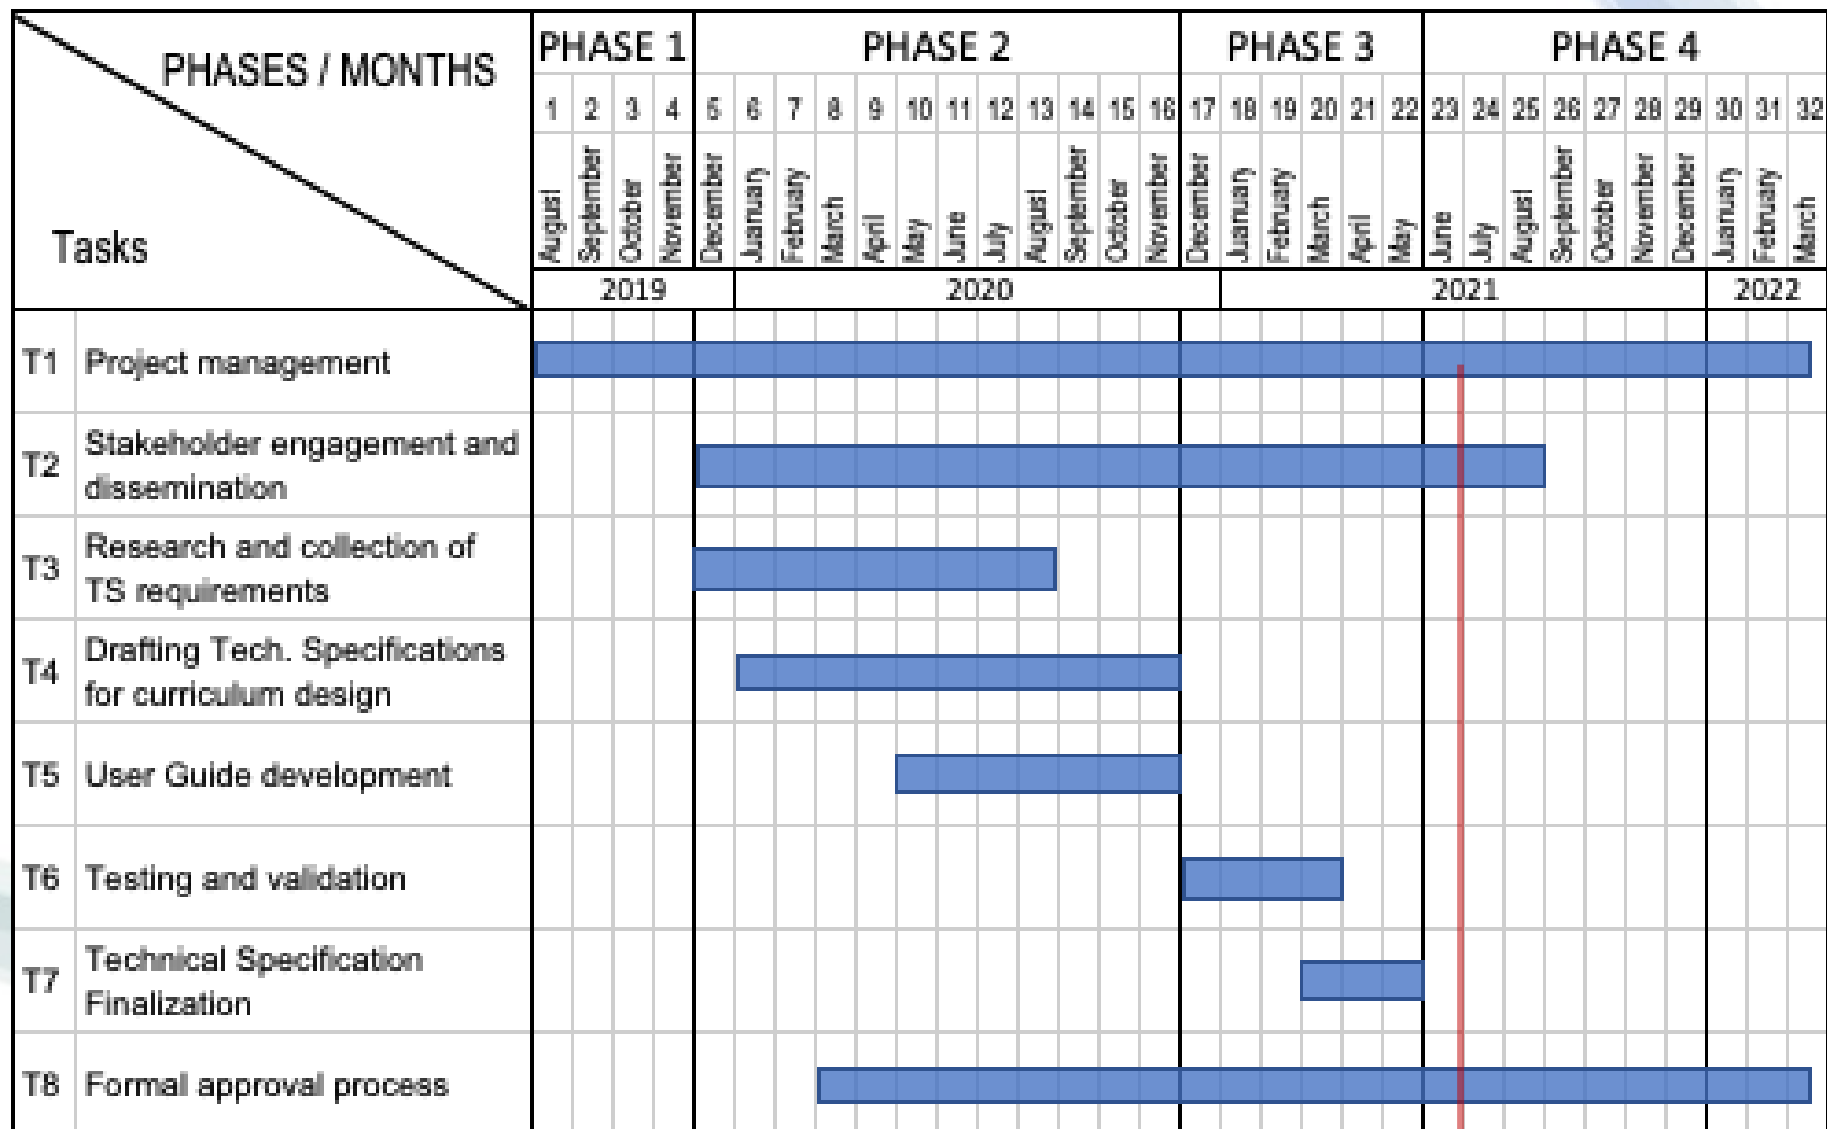 PHASES / MONTHS
Tasks
PHASE 1 PHASE 2 PHASE 3 PHASE 4
1 2 3 4 5 6 7 8 9 10 11 12 13 14 15 16 17 18 19 20 21 22 23 24 25 26 27 28 29 30 31 32
August September October November December Juanuary February March April May June July August September October November December Juanuary February March April May June July August September October November December Juanuary February March
2019 2020 2021 2022
T1 Project management
T2 Stakeholder engagement and
dissemination
T3 Research and collection of
TS requirements
T4 Drafting Tech. Specifications
for curriculum design
T5 User Guide development
T6 Testing and validation
T7 Technical Specification
Finalization
T8 Formal approval process